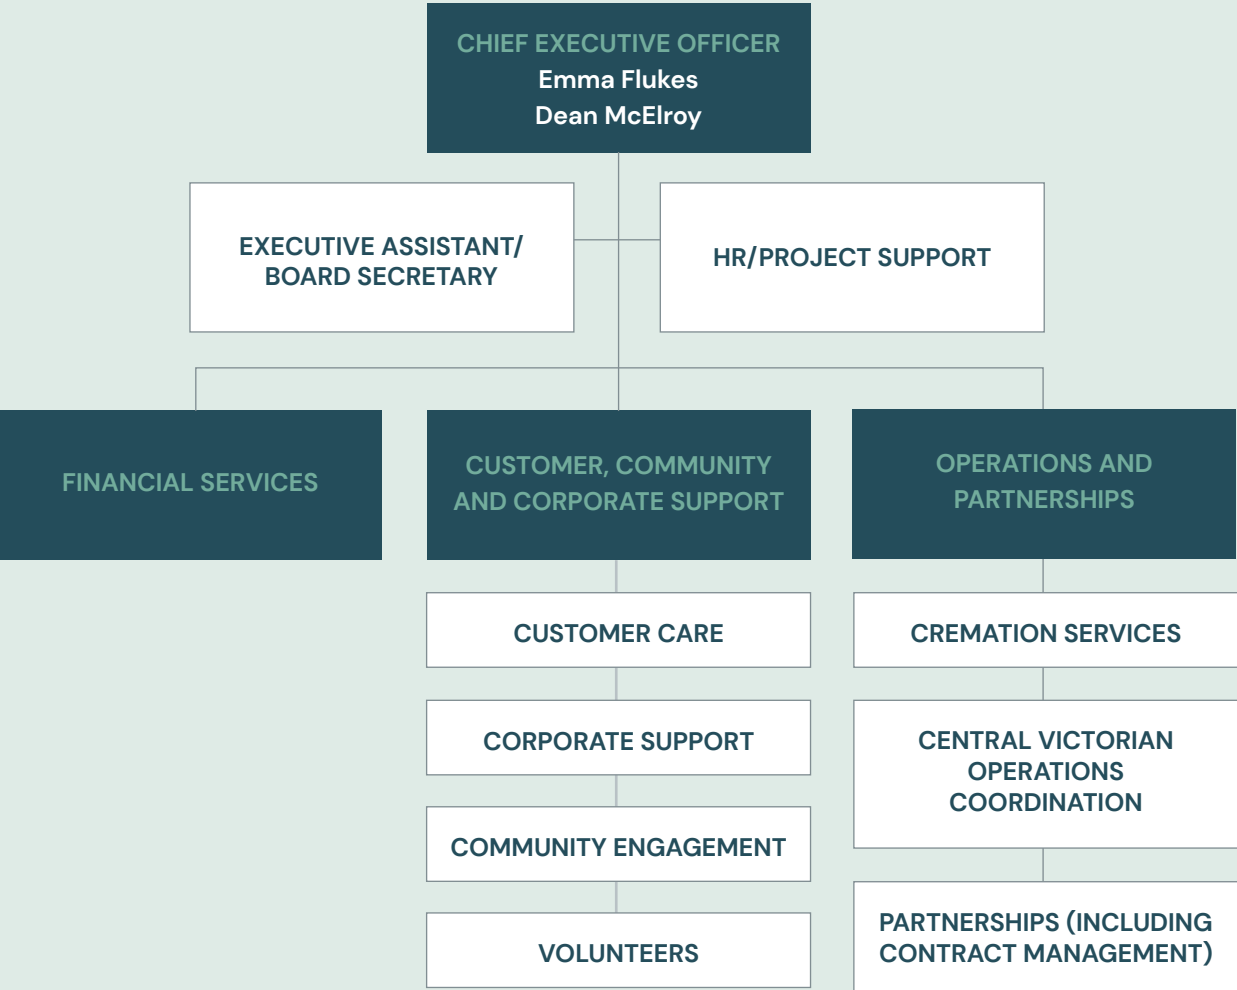 CHIEF EXECUTIVE OFFICER
Emma Flukes
Dean McElroy
EXECUTIVE ASSISTANT/
BOARD SECRETARY
HR/PROJECT SUPPORT
FINANCIAL SERVICES
CUSTOMER, COMMUNITY
AND CORPORATE SUPPORT
OPERATIONS AND
PARTNERSHIPS
CUSTOMER CARE
CORPORATE SUPPORT
COMMUNITY ENGAGEMENT
VOLUNTEERS
CREMATION SERVICES
CENTRAL VICTORIAN
OPERATIONS
COORDINATION
PARTNERSHIPS (INCLUDING
CONTRACT MANAGEMENT)